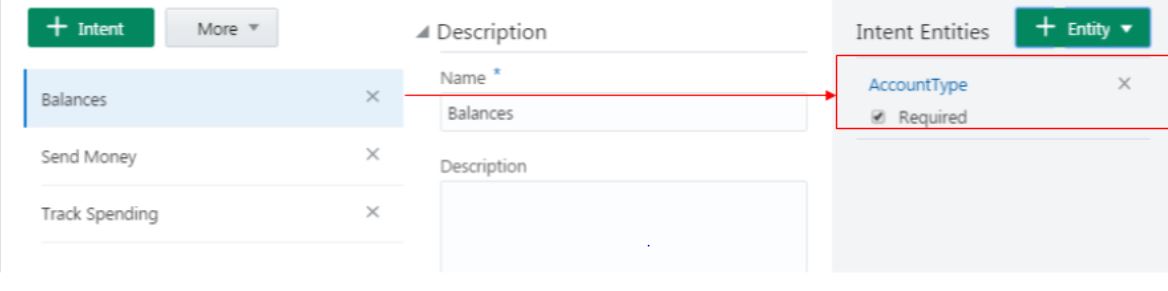 + Intent
More
Balances
Send Money
Track Spending
Description
Name *
Balances
Description
Intent Entities
+ Entity
AccountType
Required